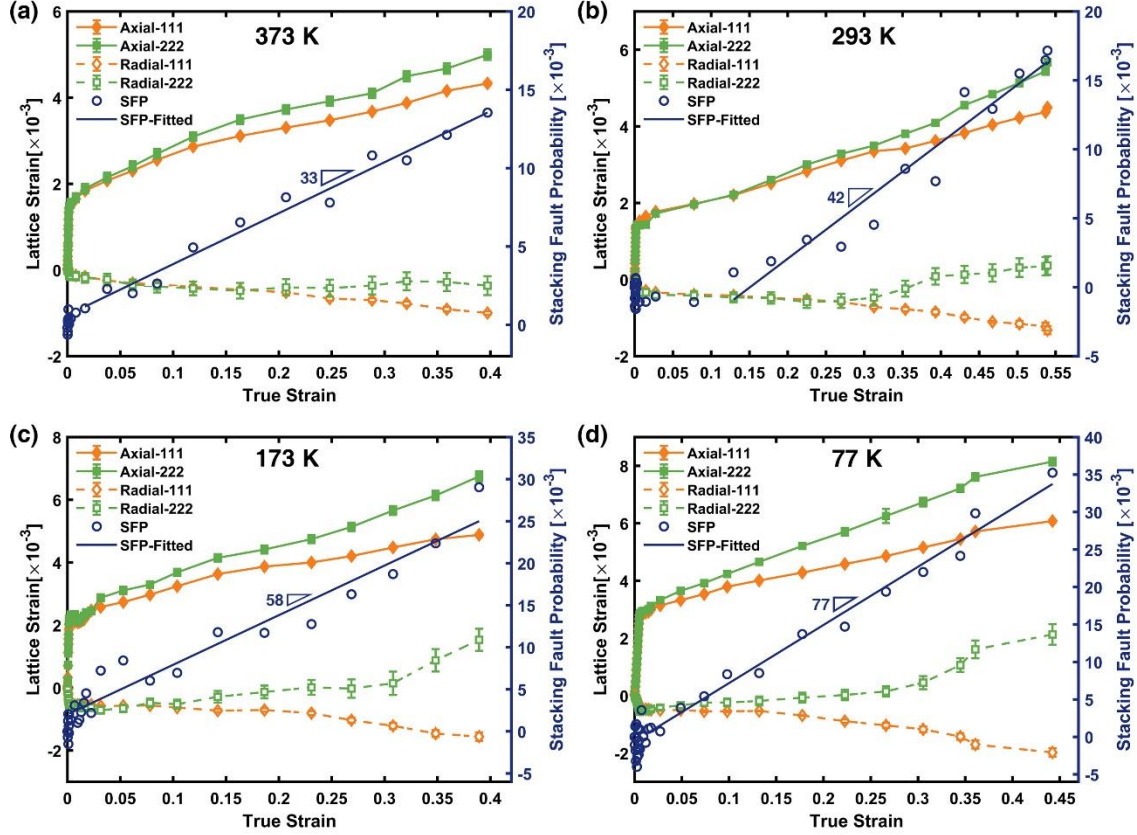 (a)
373 K
Axial-111
Axial-222
Radial-111
Radial-222
SFP
SFP-Fitted
33
Lattice Strain[×10⁻³]
6
4
2
0
-2
Stacking Fault Probability [×10⁻³]
20
15
10
5
0
0 0.05 0.1 0.15 0.2 0.25 0.3 0.35 0.4
True Strain
(b)
293 K
Axial-111
Axial-222
Radial-111
Radial-222
SFP
SFP-Fitted
42
Lattice Strain[×10⁻³]
6
4
2
0
-2
Stacking Fault Probability [×10⁻³]
20
15
10
5
0
-5
0 0.05 0.1 0.15 0.2 0.25 0.3 0.35 0.4 0.45 0.5 0.55
True Strain
(c)
173 K
Axial-111
Axial-222
Radial-111
Radial-222
SFP
SFP-Fitted
58
Lattice Strain[×10⁻³]
8
6
4
2
0
-2
Stacking Fault Probability [×10⁻³]
35
30
25
20
15
10
5
0
-5
0 0.05 0.1 0.15 0.2 0.25 0.3 0.35 0.4
True Strain
(d)
77 K
Axial-111
Axial-222
Radial-111
Radial-222
SFP
SFP-Fitted
77
Lattice Strain[×10⁻³]
8
6
4
2
0
-2
Stacking Fault Probability [×10⁻³]
40
35
30
25
20
15
10
5
0
-5
0 0.05 0.1 0.15 0.2 0.25 0.3 0.35 0.4 0.45
True Strain